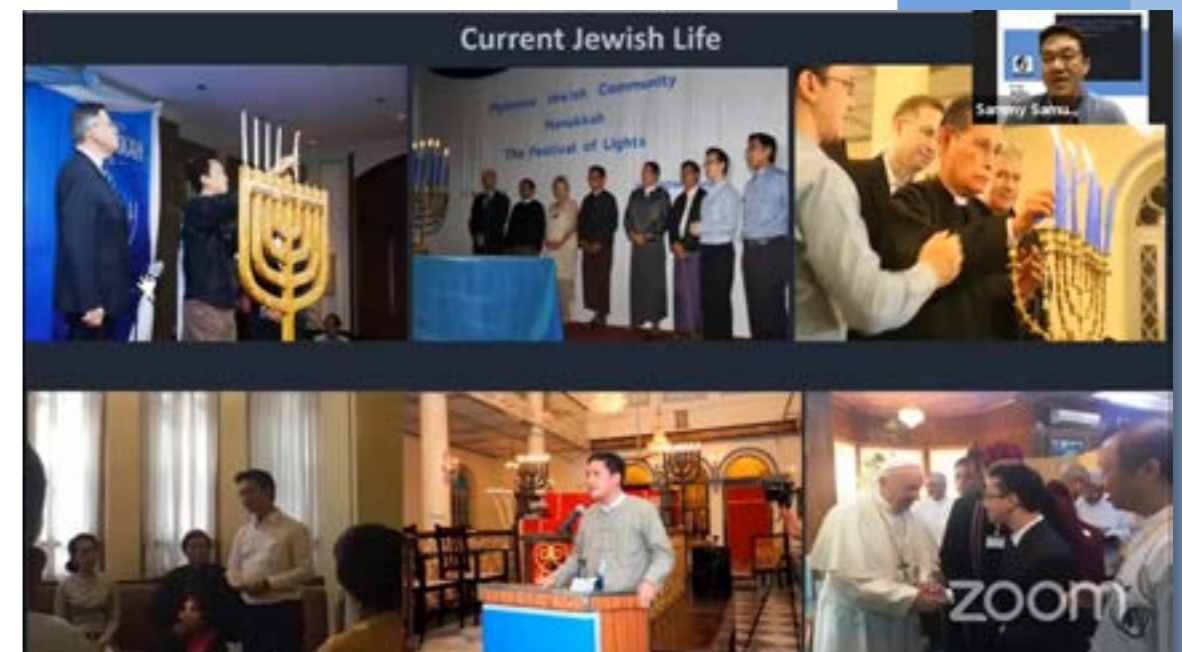 Current Jewish Life
Sammy Samu...
Myanmar Jewish Community
Hanukkah
The Festival of Lights
zoom